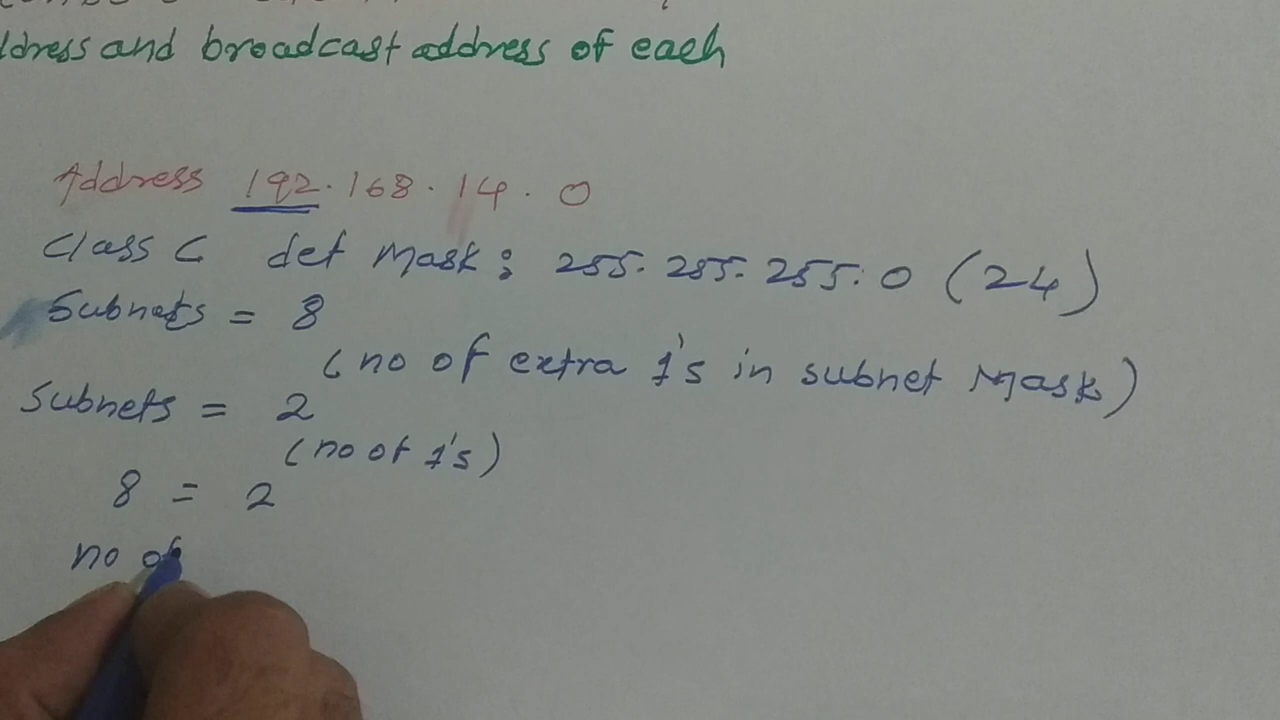 ddress and broadcast address of each
Address 192.168.14.0
Class C def Mask: 255.255.255.0 (24)
Subnets = 8
(no of extra 1's in subnet Mask)
Subnets = 2
(no of 1's)
8 = 2
no of